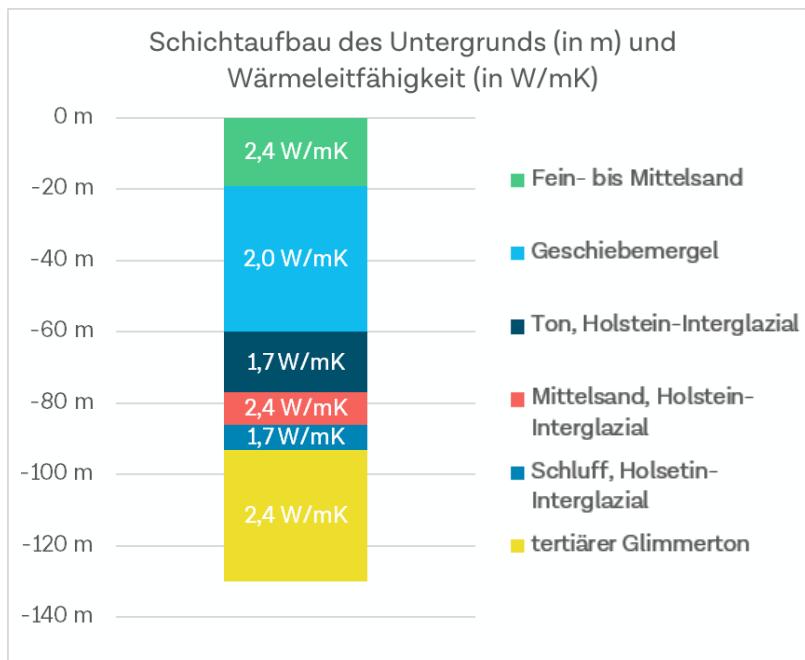 Schichtaufbau des Untergrunds (in m) und
Wärmeleitfähigkeit (in W/mK)
0 m
-20 m
-40 m
-60 m
-80 m
-100 m
-120 m
-140 m
2,4 W/mK
2,0 W/mK
1,7 W/mK
2,4 W/mK
1,7 W/mK
2,4 W/mK
Fein- bis Mittelsand
Geschiebemergel
Ton, Holstein-Interglazial
Mittelsand, Holstein-
Interglazial
Schluff, Holsetin-
Interglazial
tertiärer Glimmerton